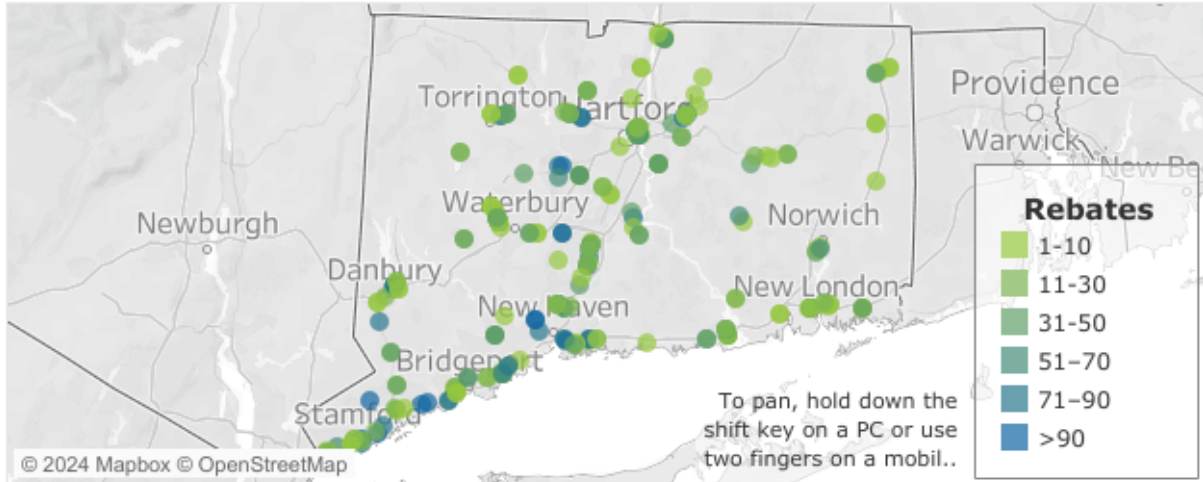 Torrington
Hartford
Providence
Warwick
New Be
Waterbury
Newburgh
Norwich
Danbury
New Haven
New London
Bridgeport
Stamford
Rebates
1-10
11-30
31-50
51–70
71–90
>90
To pan, hold down the
shift key on a PC or use
two fingers on a mobil..
© 2024 Mapbox © OpenStreetMap